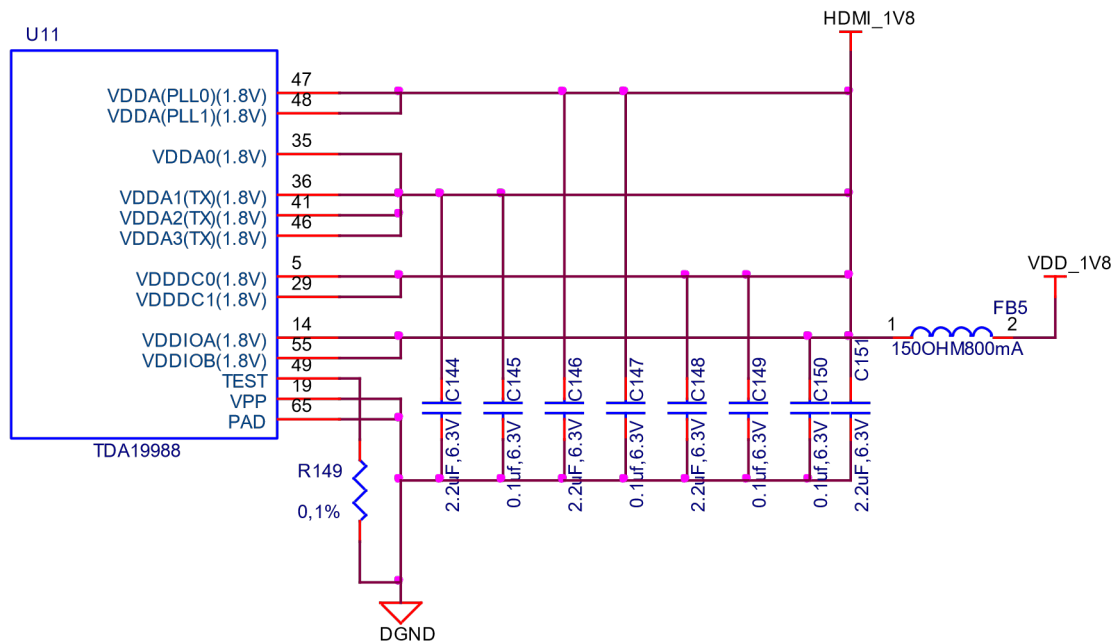 HDMI_1V8
U11
47
VDDA(PLL0)(1.8V)
48
VDDA(PLL1)(1.8V)
35
VDDA0(1.8V)
36
VDDA1(TX)(1.8V)
41
VDDA2(TX)(1.8V)
46
VDDA3(TX)(1.8V)
5
VDDDC0(1.8V)
29
VDDDC1(1.8V)
14
VDDIOA(1.8V)
55
VDDIOB(1.8V)
49
TEST
19
VPP
65
PAD
TDA19988
VDD_1V8
FB5
1
2
150OHM800mA
C144
2.2uF,6.3V
C145
0.1uf,6.3V
C146
2.2uF,6.3V
C147
0.1uf,6.3V
C148
2.2uF,6.3V
C149
0.1uf,6.3V
C150
0.1uf,6.3V
C151
2.2uF,6.3V
R149
0,1%
DGND